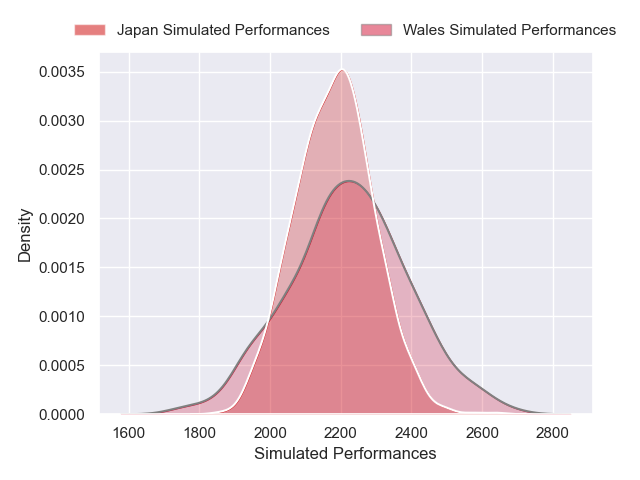 Japan Simulated Performances Wales Simulated Performances
0.0035
0.0030
0.0025
0.0020
0.0015
0.0010
0.0005
0.0000
Density
1600 1800 2000 2200 2400 2600 2800
Simulated Performances